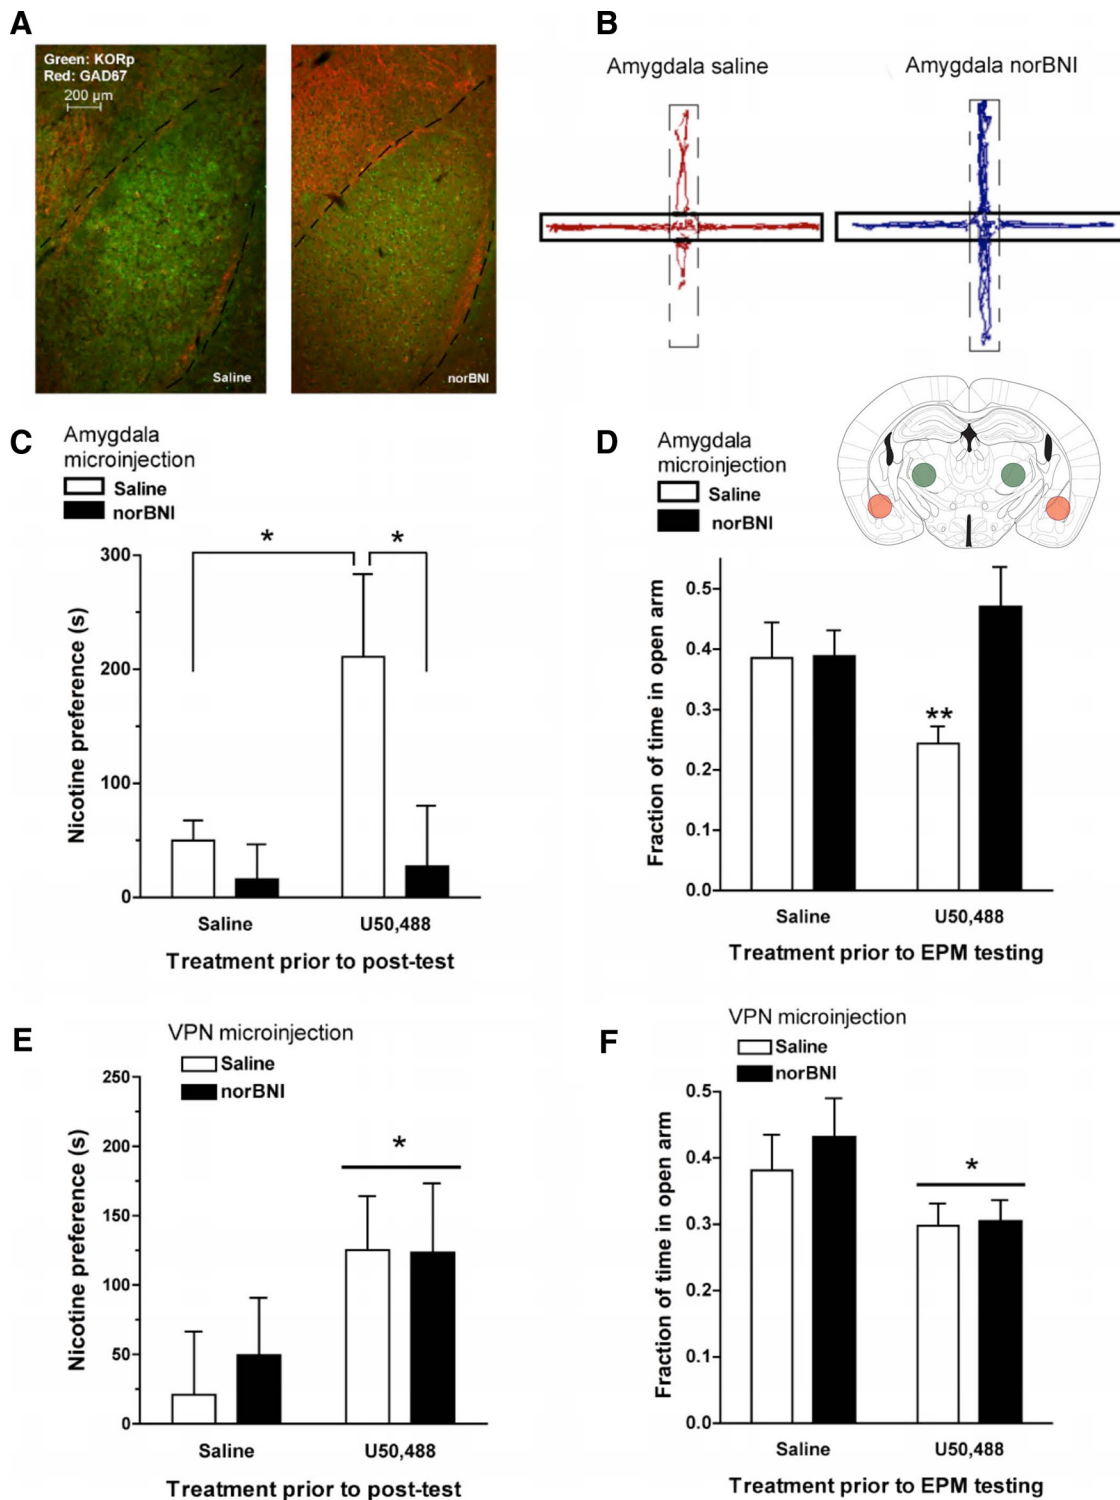 A
Green: KORp
Red: GAD67
200 µm
Saline
norBNI
B
Amygdala saline
Amygdala norBNI
C
Amygdala
microinjection
Saline
norBNI
*
*
300
200
100
0
Nicotine preference (s)
Saline
U50,488
Treatment prior to post-test
D
Amygdala
microinjection
Saline
norBNI
**
0.5
0.4
0.3
0.2
0.1
0.0
Fraction of time in open arm
Saline
U50,488
Treatment prior to EPM testing
E
VPN microinjection
Saline
norBNI
*
250
200
150
100
50
0
Nicotine preference (s)
Saline
U50,488
Treatment prior to post-test
F
VPN microinjection
Saline
norBNI
*
0.5
0.4
0.3
0.2
0.1
0.0
Fraction of time in open arm
Saline
U50,488
Treatment prior to EPM testing